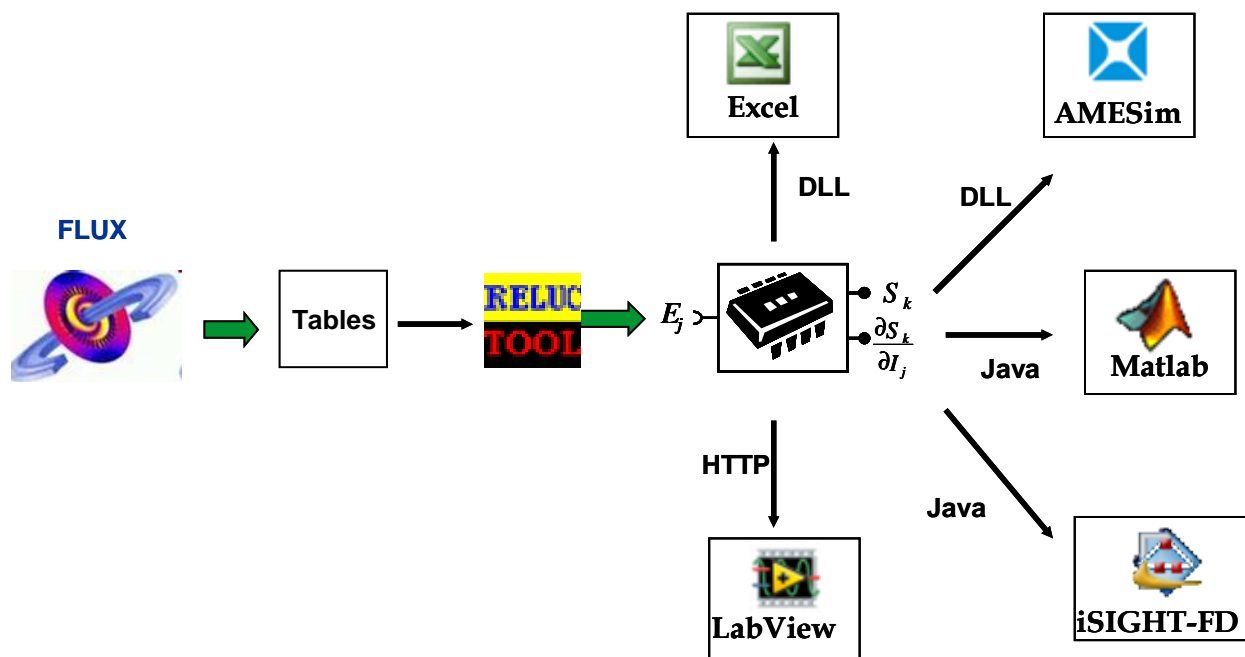 Excel
AMESim
DLL
DLL
FLUX
Tables
RELUC
TOOL
E_j
S_k
∂S_k
∂I_j
Java
Matlab
HTTP
Java
LabView
iSIGHT-FD